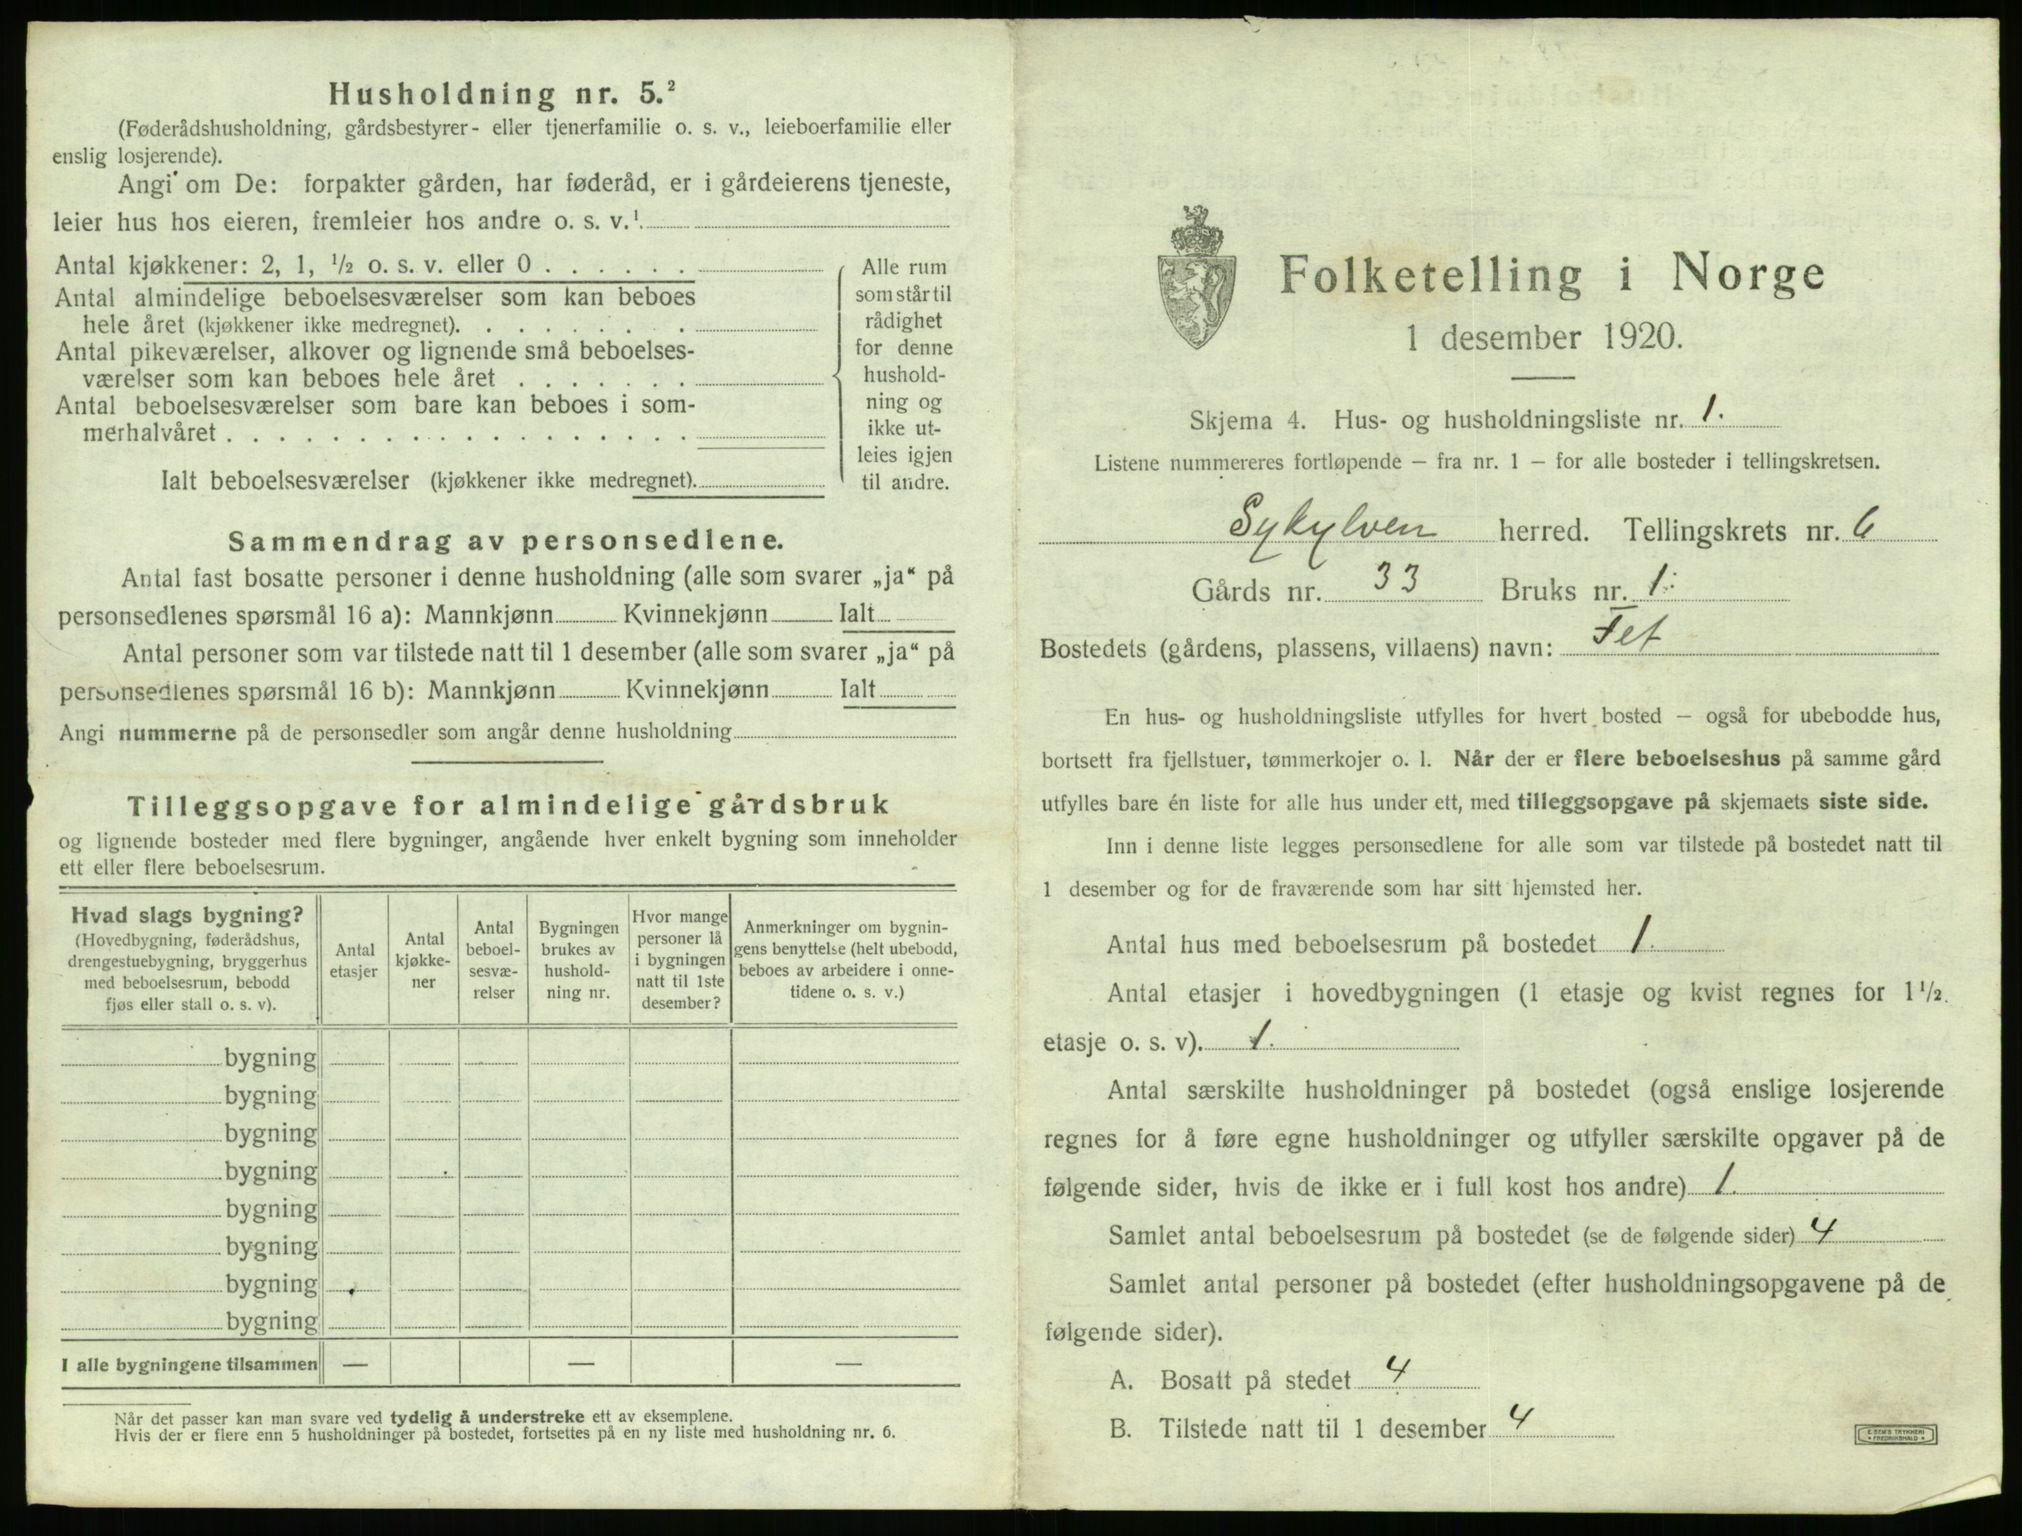 Husholdning nr. 5.²
(Føderådshusholdning, gårdsbestyrer- eller tjenerfamilie o. s. v., leieboerfamilie eller
enslig losjerende).
Angi om De: forpakter gården, har føderåd, er i gårdeierens tjeneste,
leier hus hos eieren, fremleier hos andre o. s. v.¹
Antal kjøkkener: 2, 1, ½ o. s. v. eller 0 . . . . . .
Antal almindelige beboelsesværelser som kan beboes
hele året (kjøkkener ikke medregnet). . . . . . . . .
Antal pikeværelser, alkover og lignende små beboelses-
værelser som kan beboes hele året . . . . . . .
Antal beboelsesværelser som bare kan beboes i som-
merhalvåret . . . . . . . . . . . . . . . . . .
Ialt beboelsesværelser (kjøkkener ikke medregnet).
Alle rum
som står til
rådighet
for denne
hushold-
ning og
ikke ut-
leies igjen
til andre.
Sammendrag av personsedlene.
Antal fast bosatte personer i denne husholdning (alle som svarer „ja“ på
personsedlenes spørsmål 16 a): Mannkjønn Kvinnekjønn Ialt
Antal personer som var tilstede natt til 1 desember (alle som svarer „ja“ på
personsedlenes spørsmål 16 b): Mannkjønn Kvinnekjønn Ialt
Angi nummerne på de personsedler som angår denne husholdning
Tilleggsopgave for almindelige gårdsbruk
og lignende bosteder med flere bygninger, angående hver enkelt bygning som inneholder
ett eller flere beboelsesrum.
Hvad slags bygning?
(Hovedbygning, føderådshus,
drengestuebygning, bryggerhus
med beboelsesrum, bebodd
fjøs eller stall o. s. v).
Antal
etasjer
Antal
kjøkke-
ner
Antal
beboel-
sesvæ-
relser
Bygningen
brukes av
hushold-
ning nr.
Hvor mange
personer lå
i bygningen
natt til 1ste
desember?
Anmerkninger om bygnin-
gens benyttelse (helt ubebodd,
beboes av arbeidere i onne-
tidene o. s. v.)
bygning
bygning
bygning
bygning
bygning
bygning
bygning
bygning
I alle bygningene tilsammen — — —
Når det passer kan man svare ved tydelig å understreke ett av eksemplene.
Hvis der er flere enn 5 husholdninger på bostedet, fortsettes på en ny liste med husholdning nr. 6.
Folketelling i Norge
1 desember 1920.
Skjema 4. Hus- og husholdningsliste nr. 1.
Listene nummereres fortløpende – fra nr. 1 – for alle bosteder i tellingskretsen.
Sykylven herred. Tellingskrets nr. 6
Gårds nr. 33 Bruks nr. 1.
Bostedets (gårdens, plassens, villaens) navn: Fet
En hus- og husholdningsliste utfylles for hvert bosted – også for ubebodde hus,
bortsett fra fjellstuer, tømmerkojer o. l. Når der er flere beboelseshus på samme gård
utfylles bare én liste for alle hus under ett, med tilleggsopgave på skjemaets siste side.
Inn i denne liste legges personsedlene for alle som var tilstede på bostedet natt til
1 desember og for de fraværende som har sitt hjemsted her.
Antal hus med beboelsesrum på bostedet 1.
Antal etasjer i hovedbygningen (1 etasje og kvist regnes for 1½
etasje o. s. v). 1.
Antal særskilte husholdninger på bostedet (også enslige losjerende
regnes for å føre egne husholdninger og utfyller særskilte opgaver på de
følgende sider, hvis de ikke er i full kost hos andre) 1.
Samlet antal beboelsesrum på bostedet (se de følgende sider) 4
Samlet antal personer på bostedet (efter husholdningsopgavene på de
følgende sider).
A. Bosatt på stedet 4
B. Tilstede natt til 1 desember 4
E. SEM'S TRYKKERI
FREDRIKSHALD